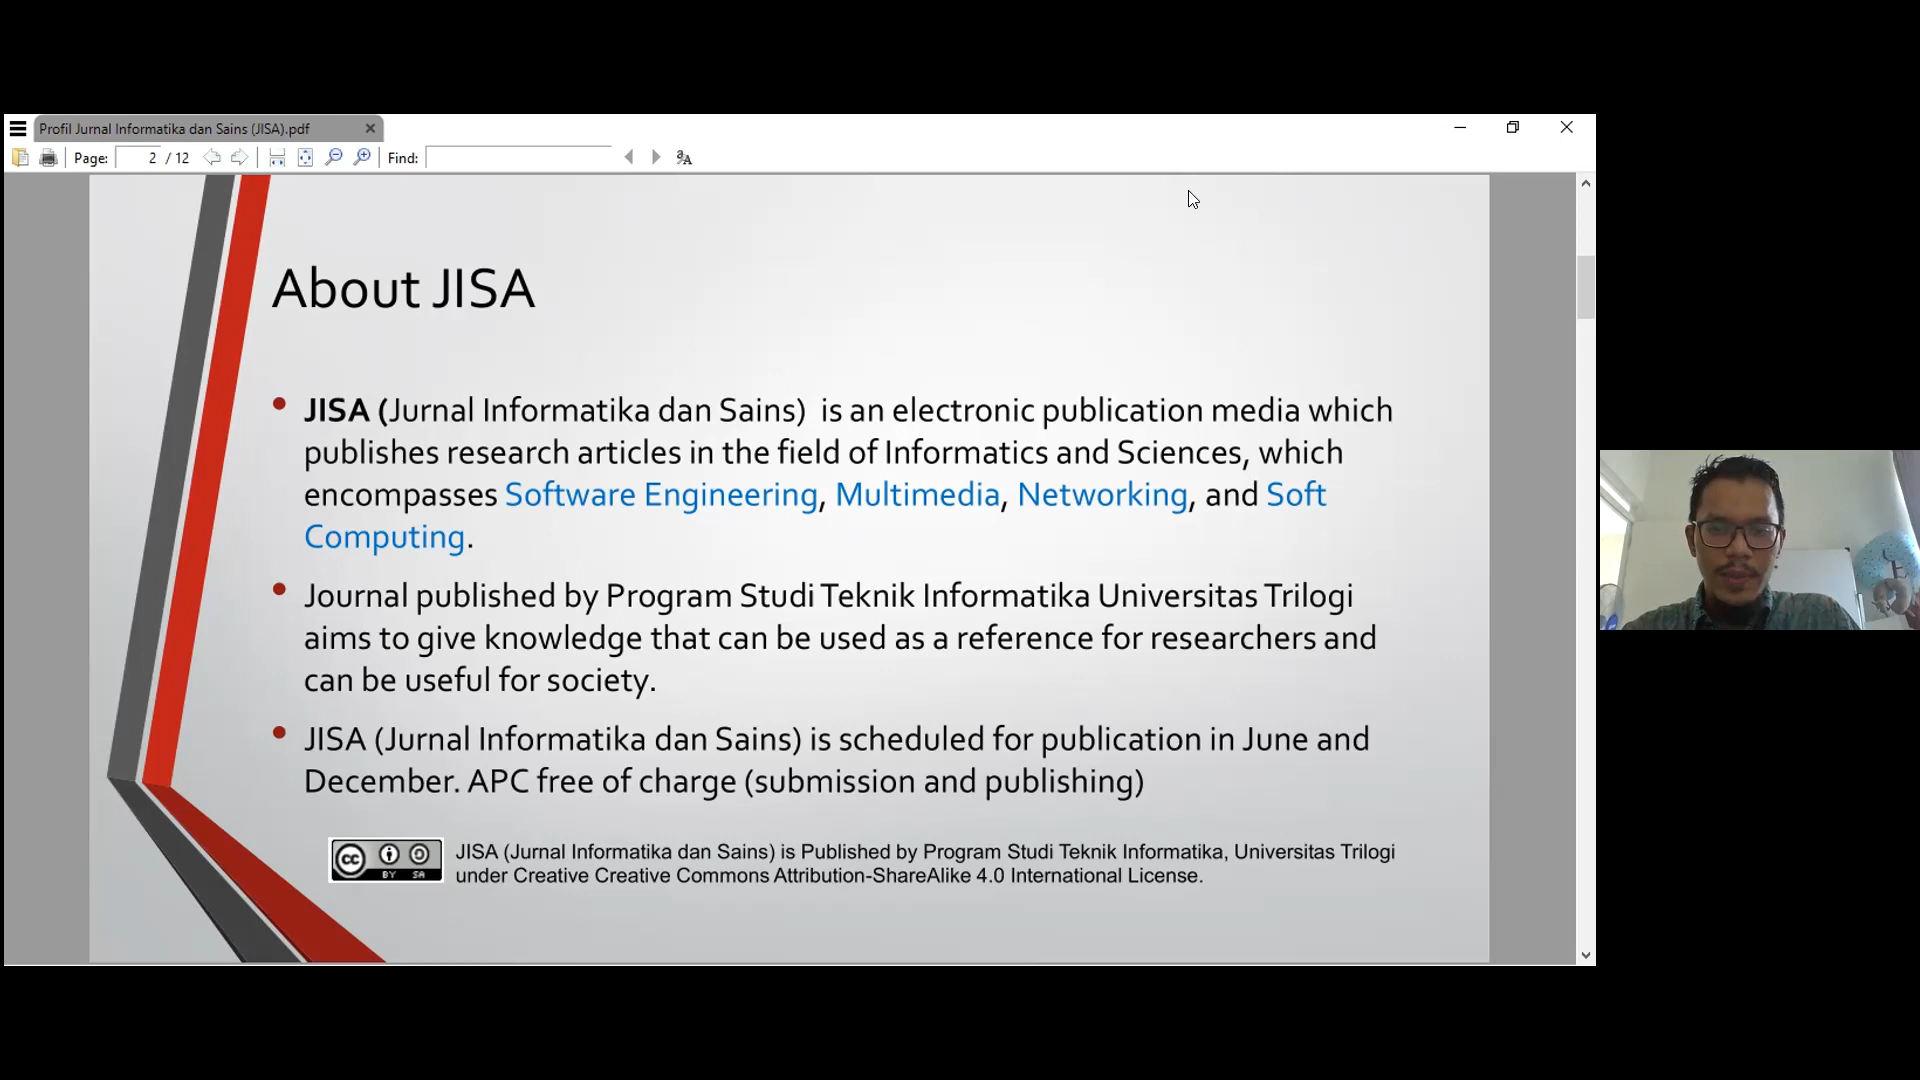 Profil Jurnal Informatika dan Sains (JISA).pdf
Page: 2 / 12 Find:
About JISA
JISA (Jurnal Informatika dan Sains) is an electronic publication media which
publishes research articles in the field of Informatics and Sciences, which
encompasses Software Engineering, Multimedia, Networking, and Soft
Computing.
Journal published by Program Studi Teknik Informatika Universitas Trilogi
aims to give knowledge that can be used as a reference for researchers and
can be useful for society.
JISA (Jurnal Informatika dan Sains) is scheduled for publication in June and
December. APC free of charge (submission and publishing)
cc BY SA
JISA (Jurnal Informatika dan Sains) is Published by Program Studi Teknik Informatika, Universitas Trilogi
under Creative Creative Commons Attribution-ShareAlike 4.0 International License.